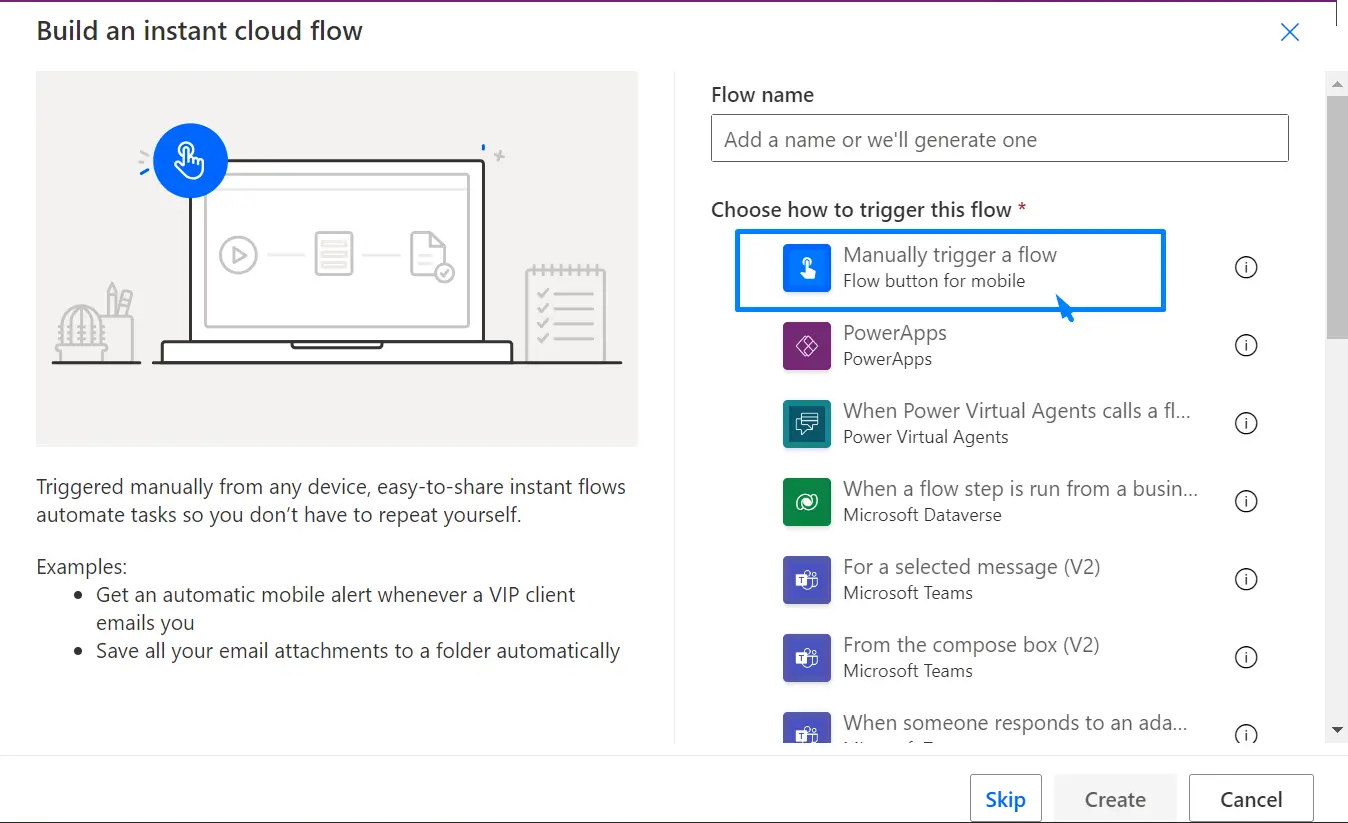 Build an instant cloud flow
Flow name
Add a name or we'll generate one
Choose how to trigger this flow *
Manually trigger a flow
Flow button for mobile
PowerApps
PowerApps
When Power Virtual Agents calls a fl...
Power Virtual Agents
When a flow step is run from a busin...
Microsoft Dataverse
For a selected message (V2)
Microsoft Teams
From the compose box (V2)
Microsoft Teams
When someone responds to an ada...
Triggered manually from any device, easy-to-share instant flows
automate tasks so you don’t have to repeat yourself.
Examples:
• Get an automatic mobile alert whenever a VIP client
emails you
• Save all your email attachments to a folder automatically
Skip
Create
Cancel